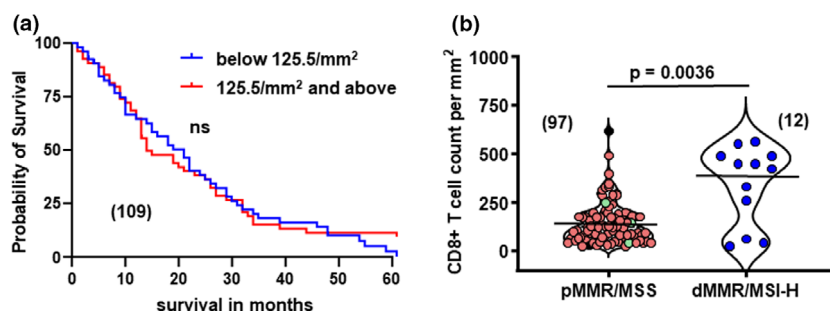 (a)
Probability of Survival
100
75
50
25
0
below 125.5/mm²
125.5/mm² and above
ns
(109)
0 10 20 30 40 50 60
survival in months
(b)
CD8+ T cell count per mm²
1000
750
500
250
0
p = 0.0036
(97)
(12)
pMMR/MSS dMMR/MSI-H